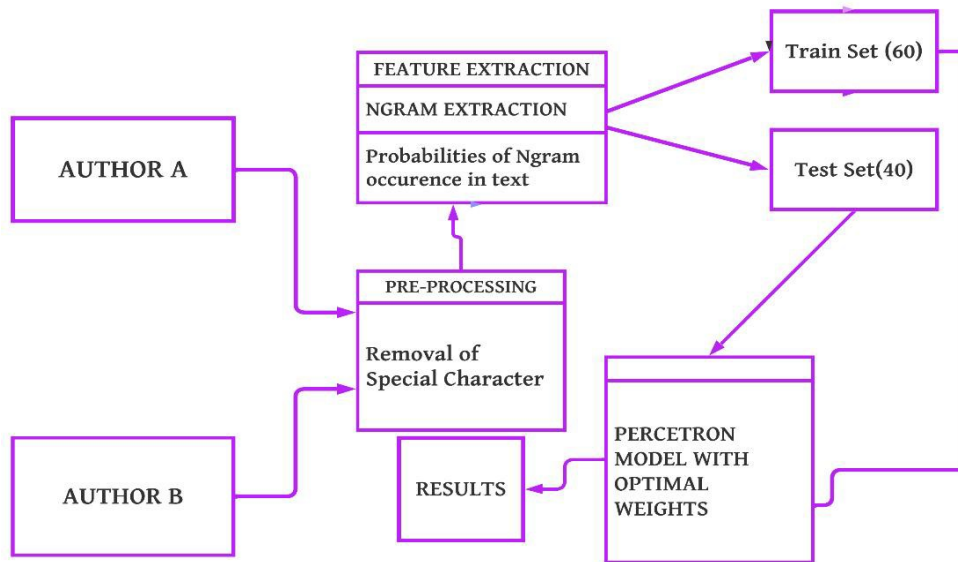 AUTHOR A
AUTHOR B
PRE-PROCESSING
Removal of
Special Character
FEATURE EXTRACTION
NGRAM EXTRACTION
Probabilities of Ngram
occurence in text
Train Set (60)
Test Set(40)
PERCETRON
MODEL WITH
OPTIMAL
WEIGHTS
RESULTS